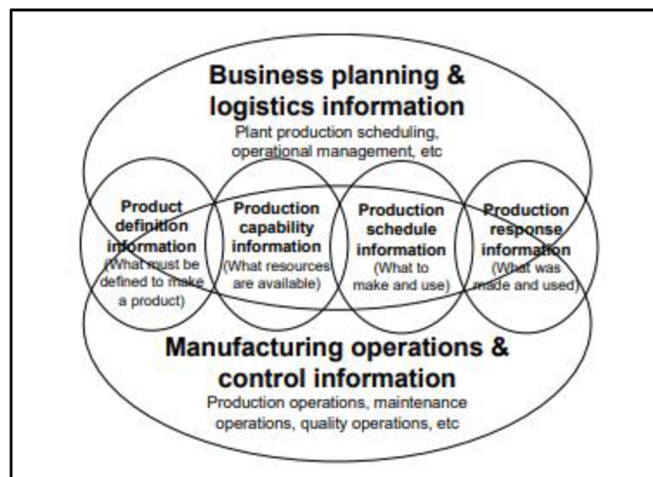 Business planning &
logistics information
Plant production scheduling,
operational management, etc
Product
definition
information
(What must be
defined to make
a product)
Production
capability
information
(What resources
are available)
Production
schedule
information
(What to
make and use)
Production
response
information
(What was
made and used)
Manufacturing operations &
control information
Production operations, maintenance
operations, quality operations, etc